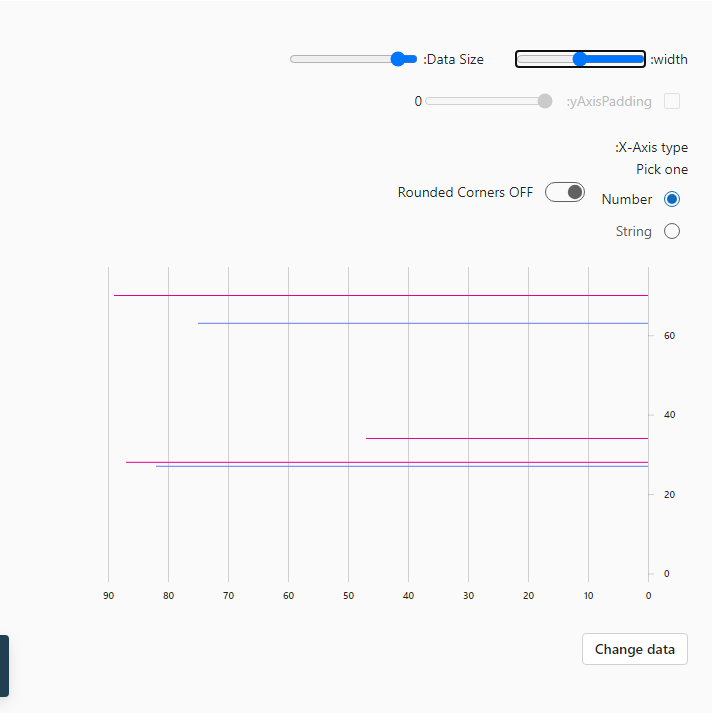 :width
:Data Size
:yAxisPadding 0
:X-Axis type
Pick one
Number
Rounded Corners OFF
String
60
40
20
0
90 80 70 60 50 40 30 20 10 0
Change data